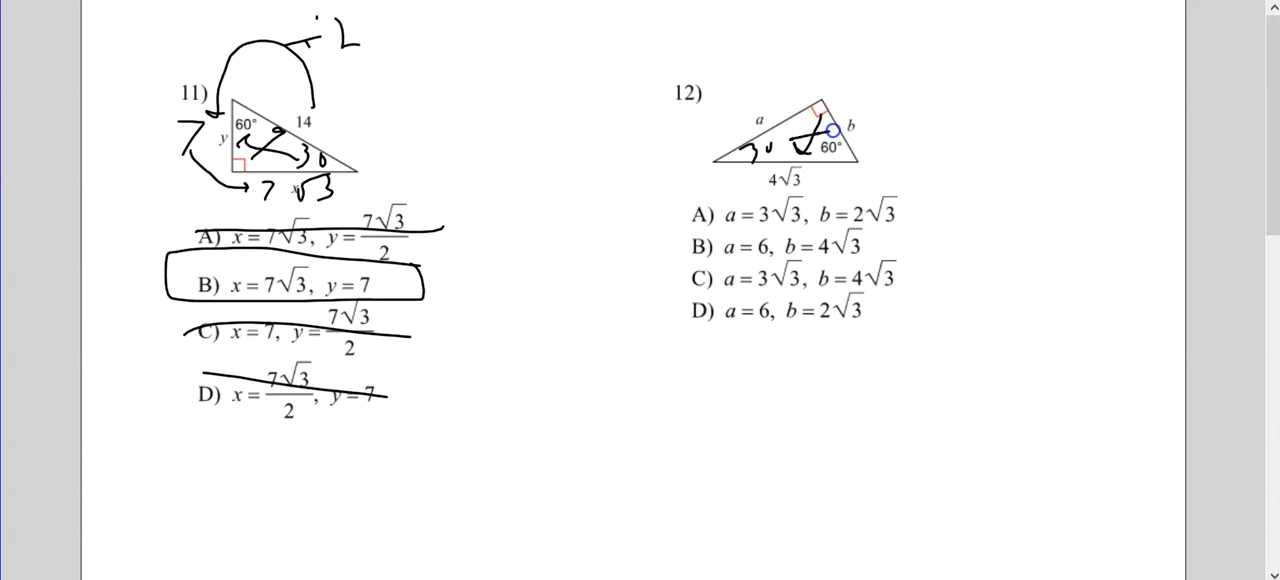 ÷2
11)
60°
14
7
y
30
7√3
A) x = 7√3, y = 7√3/2
B) x = 7√3, y = 7
C) x = 7, y = 7√3/2
D) x = 7√3/2, y = 7
12)
a
b
30
60°
4√3
A) a = 3√3, b = 2√3
B) a = 6, b = 4√3
C) a = 3√3, b = 4√3
D) a = 6, b = 2√3